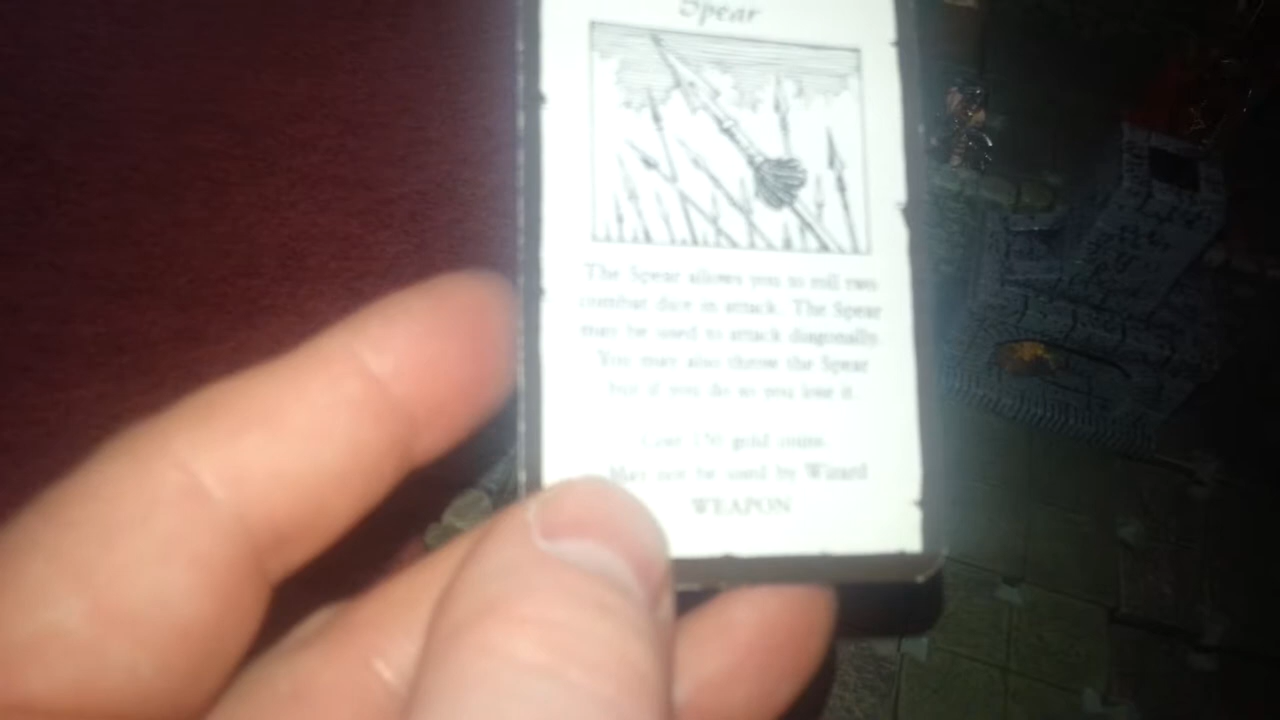 Spear
The Spear allows you to roll two
combat dice in attack. The Spear
may be used to attack diagonally.
You may also throw the Spear
but if you do so you lose it.
Cost 150 gold coins.
May not be used by Wizard
WEAPON